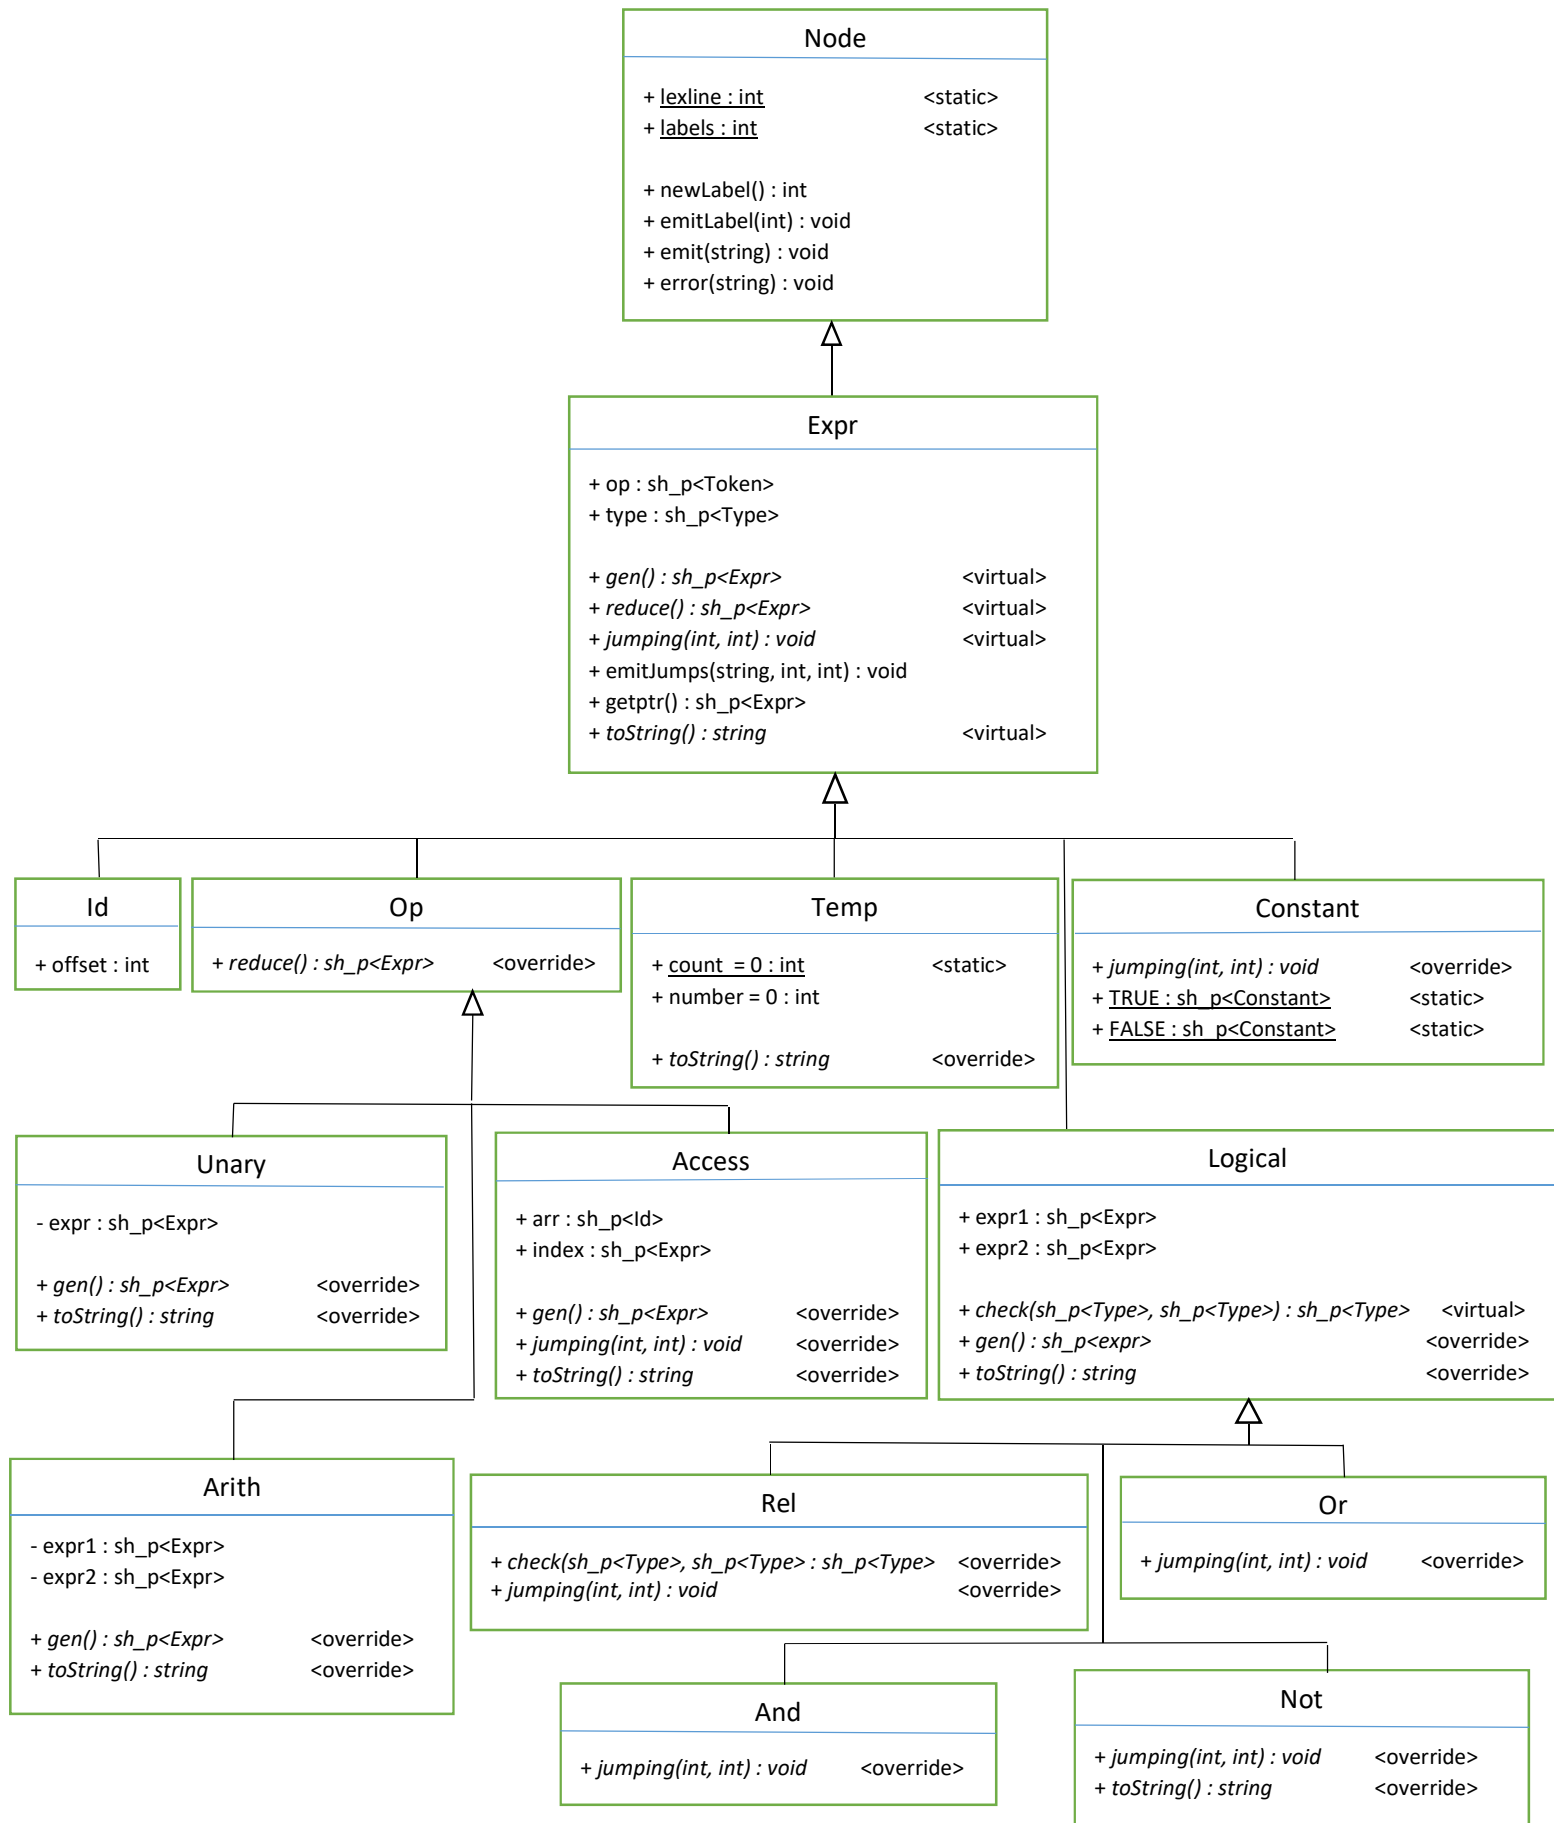 Node
+ lexline : int <static>
+ labels : int <static>
+ newLabel() : int
+ emitLabel(int) : void
+ emit(string) : void
+ error(string) : void
Expr
+ op : sh_p<Token>
+ type : sh_p<Type>
+ gen() : sh_p<Expr> <virtual>
+ reduce() : sh_p<Expr> <virtual>
+ jumping(int, int) : void <virtual>
+ emitJumps(string, int, int) : void
+ getptr() : sh_p<Expr>
+ toString() : string <virtual>
Id
+ offset : int
Op
+ reduce() : sh_p<Expr> <override>
Temp
+ count = 0 : int <static>
+ number = 0 : int
+ toString() : string <override>
Constant
+ jumping(int, int) : void <override>
+ TRUE : sh_p<Constant> <static>
+ FALSE : sh_p<Constant> <static>
Unary
- expr : sh_p<Expr>
+ gen() : sh_p<Expr> <override>
+ toString() : string <override>
Access
+ arr : sh_p<Id>
+ index : sh_p<Expr>
+ gen() : sh_p<Expr> <override>
+ jumping(int, int) : void <override>
+ toString() : string <override>
Logical
+ expr1 : sh_p<Expr>
+ expr2 : sh_p<Expr>
+ check(sh_p<Type>, sh_p<Type>) : sh_p<Type> <virtual>
+ gen() : sh_p<expr> <override>
+ toString() : string <override>
Arith
- expr1 : sh_p<Expr>
- expr2 : sh_p<Expr>
+ gen() : sh_p<Expr> <override>
+ toString() : string <override>
Rel
+ check(sh_p<Type>, sh_p<Type> : sh_p<Type> <override>
+ jumping(int, int) : void <override>
Or
+ jumping(int, int) : void <override>
And
+ jumping(int, int) : void <override>
Not
+ jumping(int, int) : void <override>
+ toString() : string <override>